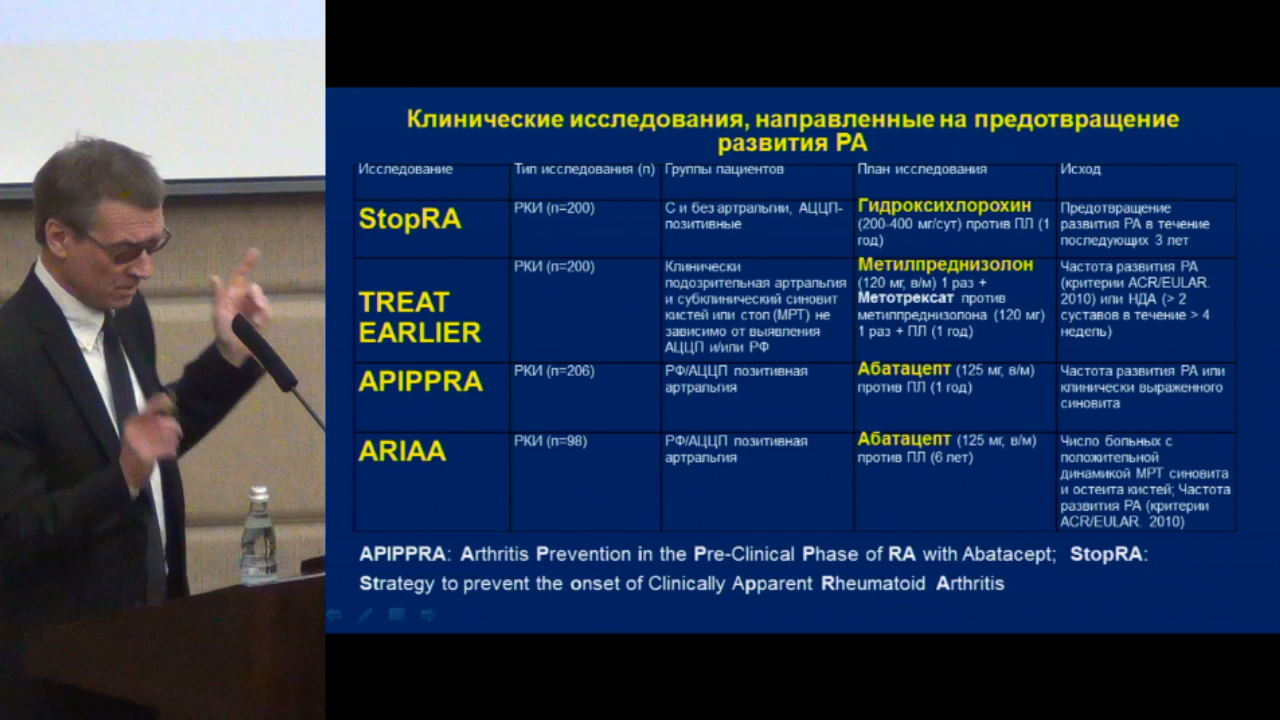 Клинические исследования, направленные на предотвращение
развития РА
Исследование
Тип исследования (n)
Группы пациентов
План исследования
Исход
StopRA
РКИ (n=200)
С и без артралгии, АЦЦП-
позитивные
Гидроксихлорохин
(200-400 мг/сут) против ПЛ (1
год)
Предотвращение
развития РА в течение
последующих 3 лет
TREAT
EARLIER
РКИ (n=200)
Клинически
подозрительная артралгия
и субклинический синовит
кистей или стоп (МРТ) не
зависимо от выявления
АЦЦП и/или РФ
Метилпреднизолон
(120 мг, в/м) 1 раз +
Метотрексат против
метилпреднизолона (120 мг)
1 раз + ПЛ (1 год)
Частота развития РА
(критерии ACR/EULAR.
2010) или НДА (> 2
суставов в течение > 4
недель)
APIPPRA
РКИ (n=206)
РФ/АЦЦП позитивная
артралгия
Абатацепт (125 мг, в/м)
против ПЛ (1 год)
Частота развития РА или
клинически выраженного
синовита
ARIAA
РКИ (n=98)
РФ/АЦЦП позитивная
артралгия
Абатацепт (125 мг, в/м)
против ПЛ (6 лет)
Число больных с
положительной
динамикой МРТ синовита
и остеита кистей; Частота
развития РА (критерии
ACR/EULAR. 2010)
APIPPRA: Arthritis Prevention in the Pre-Clinical Phase of RA with Abatacept; StopRA:
Strategy to prevent the onset of Clinically Apparent Rheumatoid Arthritis